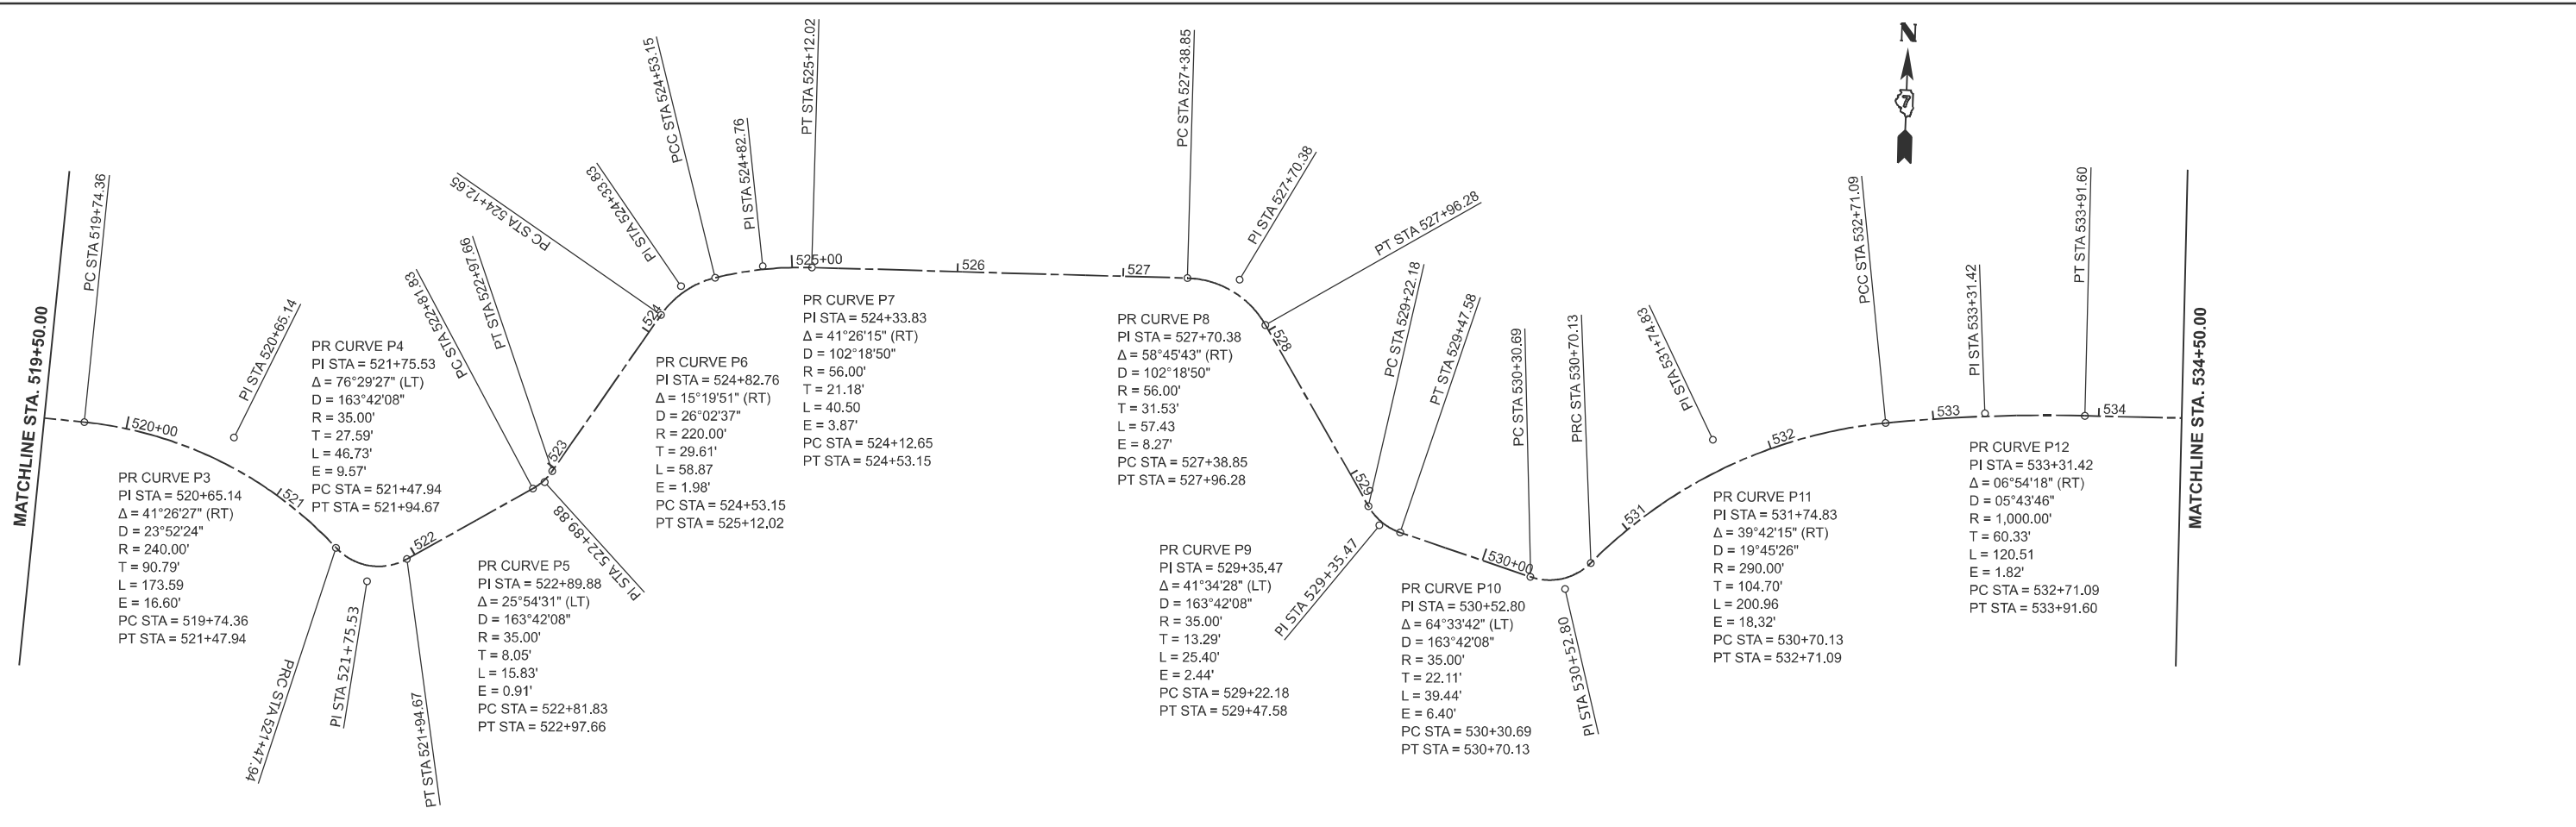 MATCHLINE STA. 519+50.00
PC STA 519+74.36
520+00
PI STA 520+65.14
521
PRC STA 521+47.94
PI STA 521+75.53
PT STA 521+94.67
522
PC STA 522+81.83
PI STA 522+89.88
PT STA 522+97.66
523
PC STA 524+12.65
524
PI STA 524+33.83
PCC STA 524+53.15
PI STA 524+82.76
PT STA 525+12.02
525+00
526
527
PC STA 527+38.85
PI STA 527+70.38
PT STA 527+96.28
528
529
PC STA 529+22.18
PI STA 529+35.47
PT STA 529+47.58
530+00
PC STA 530+30.69
PI STA 530+52.80
PRC STA 530+70.13
531
PI STA 531+74.83
532
PCC STA 532+71.09
533
PI STA 533+31.42
PT STA 533+91.60
534
MATCHLINE STA. 534+50.00
N
7
PR CURVE P3
PI STA = 520+65.14
Δ = 41°26'27" (RT)
D = 23°52'24"
R = 240.00'
T = 90.79'
L = 173.59
E = 16.60'
PC STA = 519+74.36
PT STA = 521+47.94
PR CURVE P4
PI STA = 521+75.53
Δ = 76°29'27" (LT)
D = 163°42'08"
R = 35.00'
T = 27.59'
L = 46.73'
E = 9.57'
PC STA = 521+47.94
PT STA = 521+94.67
PR CURVE P5
PI STA = 522+89.88
Δ = 25°54'31" (LT)
D = 163°42'08"
R = 35.00'
T = 8.05'
L = 15.83'
E = 0.91'
PC STA = 522+81.83
PT STA = 522+97.66
PR CURVE P6
PI STA = 524+82.76
Δ = 15°19'51" (RT)
D = 26°02'37"
R = 220.00'
T = 29.61'
L = 58.87
E = 1.98'
PC STA = 524+53.15
PT STA = 525+12.02
PR CURVE P7
PI STA = 524+33.83
Δ = 41°26'15" (RT)
D = 102°18'50"
R = 56.00'
T = 21.18'
L = 40.50
E = 3.87'
PC STA = 524+12.65
PT STA = 524+53.15
PR CURVE P8
PI STA = 527+70.38
Δ = 58°45'43" (RT)
D = 102°18'50"
R = 56.00'
T = 31.53'
L = 57.43
E = 8.27'
PC STA = 527+38.85
PT STA = 527+96.28
PR CURVE P9
PI STA = 529+35.47
Δ = 41°34'28" (LT)
D = 163°42'08"
R = 35.00'
T = 13.29'
L = 25.40'
E = 2.44'
PC STA = 529+22.18
PT STA = 529+47.58
PR CURVE P10
PI STA = 530+52.80
Δ = 64°33'42" (LT)
D = 163°42'08"
R = 35.00'
T = 22.11'
L = 39.44'
E = 6.40'
PC STA = 530+30.69
PT STA = 530+70.13
PR CURVE P11
PI STA = 531+74.83
Δ = 39°42'15" (RT)
D = 19°45'26"
R = 290.00'
T = 104.70'
L = 200.96
E = 18.32'
PC STA = 530+70.13
PT STA = 532+71.09
PR CURVE P12
PI STA = 533+31.42
Δ = 06°54'18" (RT)
D = 05°43'46"
R = 1,000.00'
T = 60.33'
L = 120.51
E = 1.82'
PC STA = 532+71.09
PT STA = 533+91.60